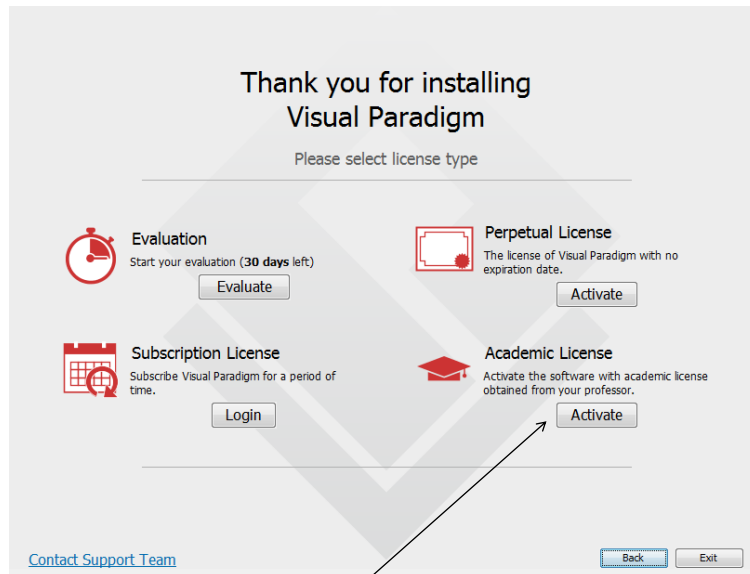 Thank you for installing
Visual Paradigm
Please select license type
Evaluation
Start your evaluation (30 days left)
Evaluate
Perpetual License
The license of Visual Paradigm with no
expiration date.
Activate
Subscription License
Subscribe Visual Paradigm for a period of
time.
Login
Academic License
Activate the software with academic license
obtained from your professor.
Activate
Contact Support Team
Back
Exit